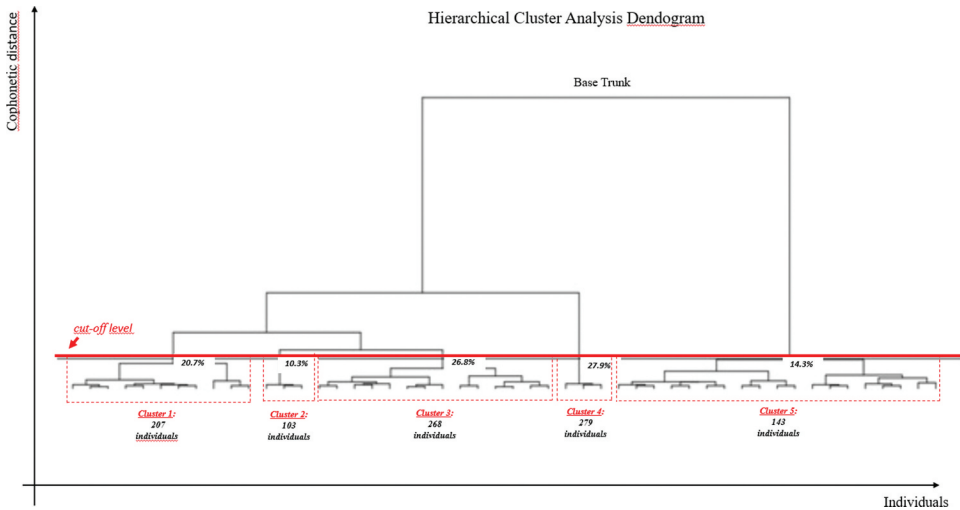 Hierarchical Cluster Analysis Dendogram
Cophonetic distance
Base Trunk
cut-off level
20.7%
10.3%
26.8%
27.9%
14.3%
Cluster 1:
207
individuals
Cluster 2:
103
individuals
Cluster 3:
268
individuals
Cluster 4:
279
individuals
Cluster 5:
143
individuals
Individuals